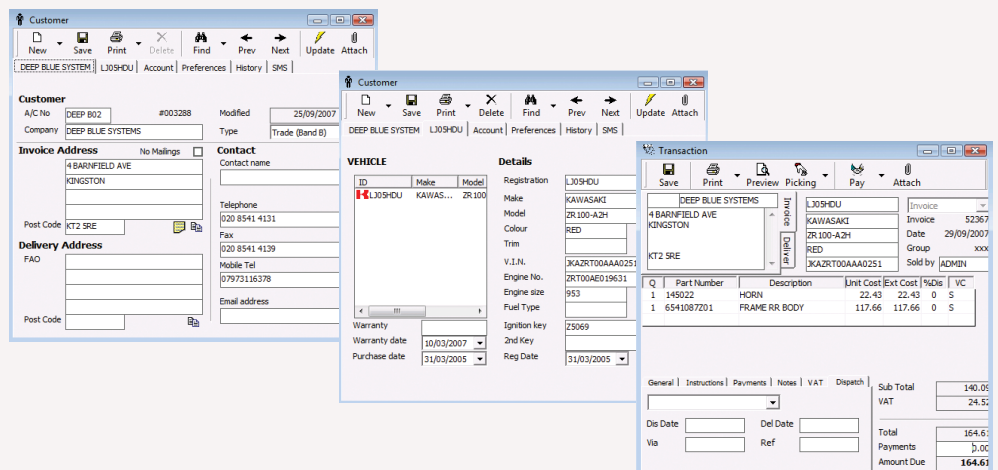 Customer
New Save Print Delete Find Prev Next Update Attach
DEEP BLUE SYSTEM LJ05HDU Account Preferences History SMS
Customer
A/C No DEEP B02 #003288 Modified 25/09/2007
Company DEEP BLUE SYSTEMS Type Trade (Band B)
Invoice Address No Mailings Contact
4 BARNFIELD AVE Contact name
KINGSTON
Telephone
020 8541 4131
Post Code KT2 5RE Fax
Delivery Address 020 8541 4139
FAO Mobile Tel
07973116378
Email address
Post Code
Customer
New Save Print Delete Find Prev Next Update Attach
DEEP BLUE SYSTEM LJ05HDU Account Preferences History SMS
VEHICLE
ID Make Model
LJ05HDU KAWAS... ZR100
Warranty
Warranty date 10/03/2007
Purchase date 31/03/2005
Details
Registration LJ05HDU
Make KAWASAKI
Model ZR100-A2H
Colour RED
Trim
V.I.N. JKAZRT00AAA0251
Engine No. ZRT00AE019631
Engine size 953
Fuel Type
Ignition key Z5069
2nd Key
Reg Date 31/03/2005
Transaction
Save Print Preview Picking Pay Attach
DEEP BLUE SYSTEMS
4 BARNFIELD AVE
KINGSTON
KT2 5RE
Invoice
Deliver
LJ05HDU Invoice
KAWASAKI Invoice 52367
ZR100-A2H Date 29/09/2007
RED Group xxx
JKAZRT00AAA0251 Sold by ADMIN
Q Part Number Description Unit Cost Ext Cost %Dis VC
1 145022 HORN 22.43 22.43 0 S
1 6541087Z01 FRAME RR BODY 117.66 117.66 0 S
General Instructions Payments Notes VAT Dispatch
Dis Date Del Date
Via Ref
Sub Total 140.09
VAT 24.52
Total 164.61
Payments 0.00
Amount Due 164.61